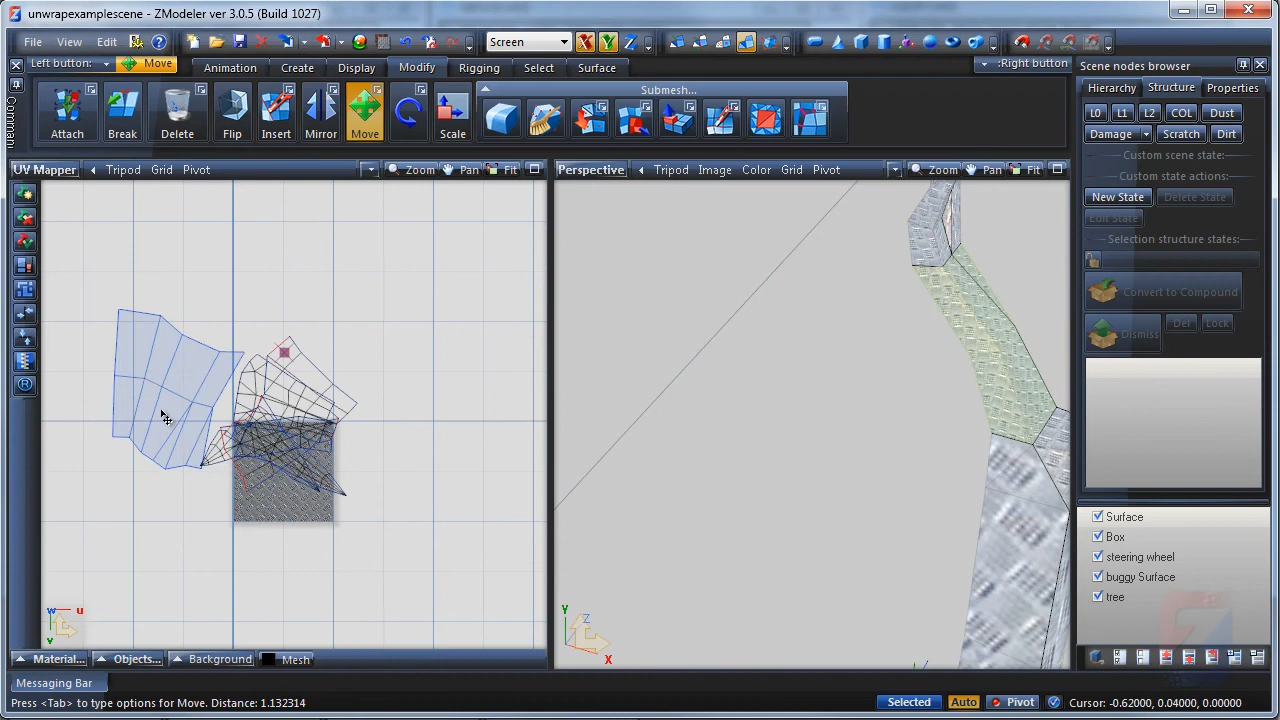 unwrapexamplescene - ZModeler ver 3.0.5 (Build 1027)
File View Edit Screen X Y Z
Left button: Move Animation Create Display Modify Rigging Select Surface :Right button
Attach Break Delete Flip Insert Mirror Move Scale Submesh...
UV Mapper Tripod Grid Pivot Zoom Pan Fit
Perspective Tripod Image Color Grid Pivot Zoom Pan Fit
Scene nodes browser
Hierarchy Structure Properties
L0 L1 L2 COL Dust
Damage Scratch Dirt
Custom scene state:
Custom state actions:
New State Delete State
Edit State
Selection structure states:
Convert to Compound
Dismiss Del Lock
Surface
Box
steering wheel
buggy Surface
tree
w u
v
Y
Z
X
Material... Objects... Background Mesh
Messaging Bar
Press <Tab> to type options for Move. Distance: 1.132314
Selected Auto Pivot Cursor: -0.62000, 0.04000, 0.00000